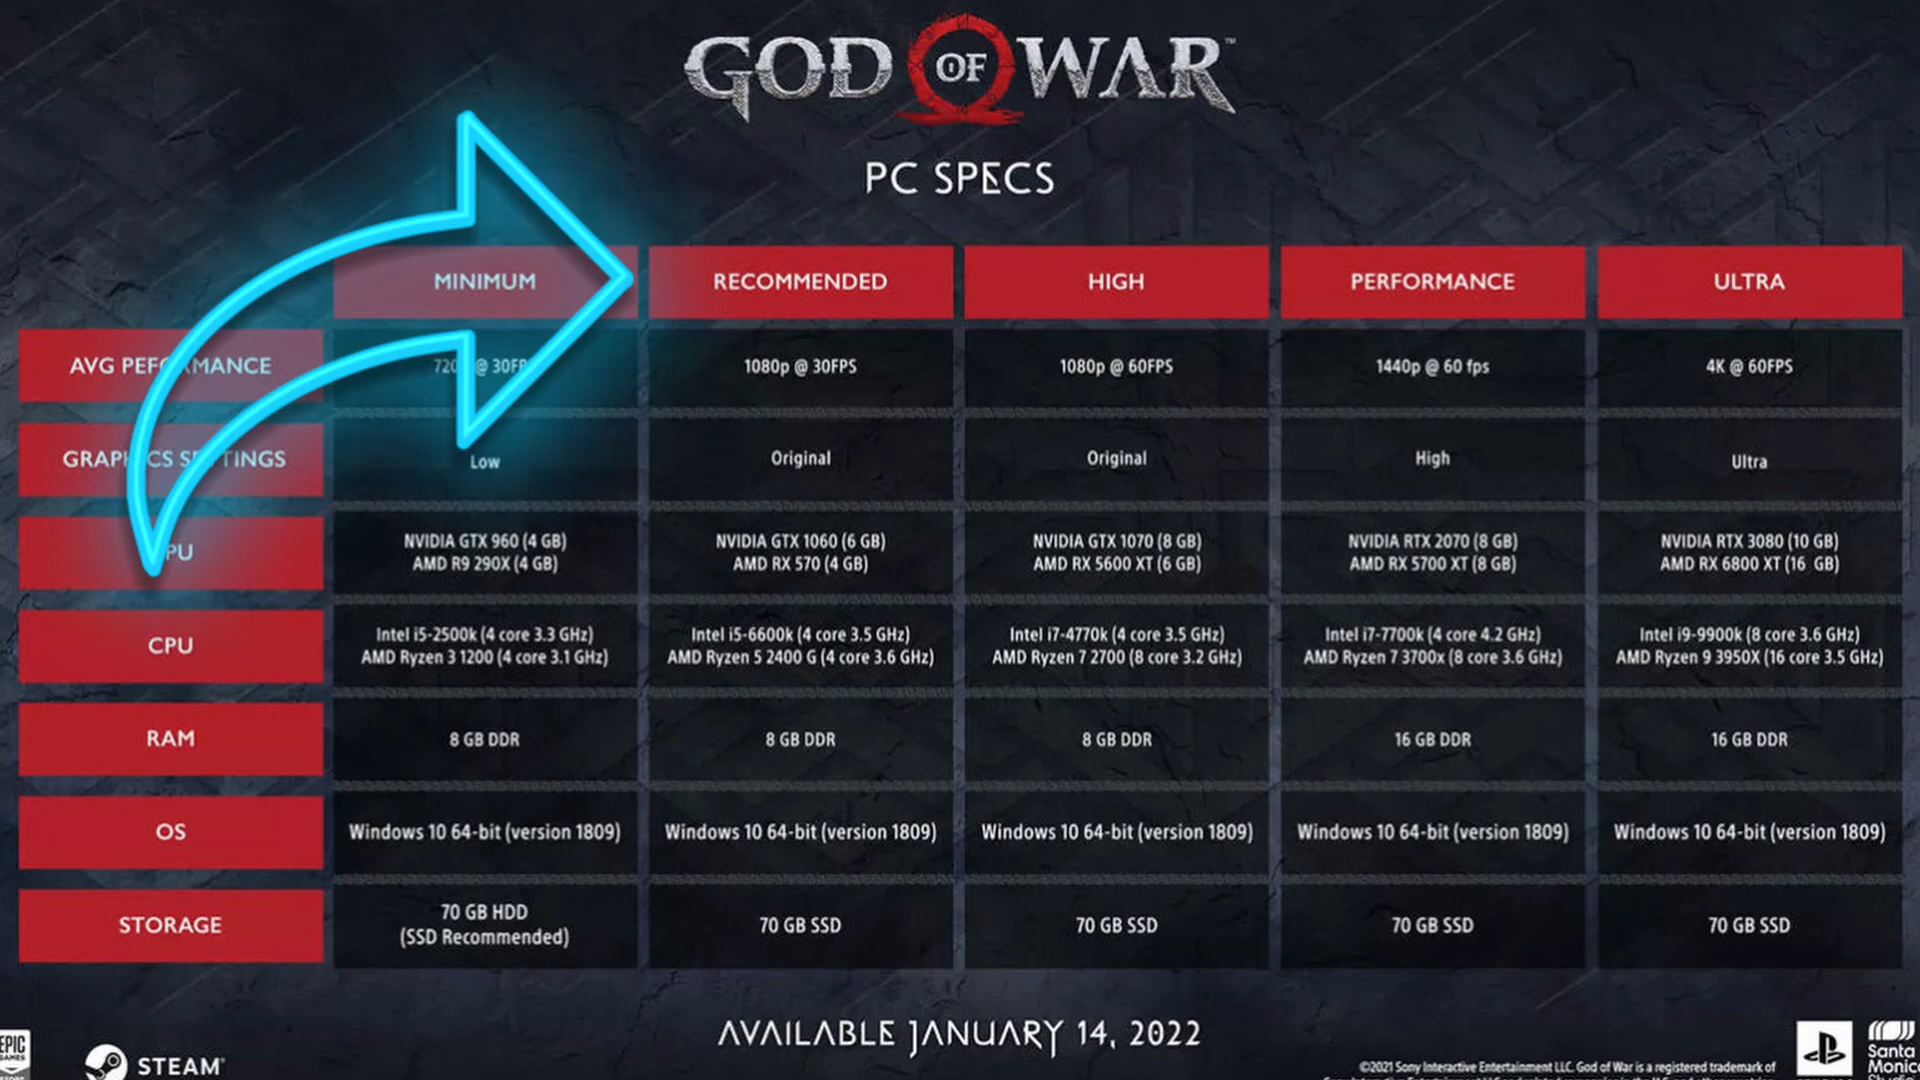 GOD OF WAR™
PC SPECS
MINIMUM RECOMMENDED HIGH PERFORMANCE ULTRA
AVG 1080p @ 30FPS 1080p @ 60FPS 1440p @ 60 fps 4K @ 60FPS
Low Original Original High Ultra
NVIDIA GTX 960 (4 GB) NVIDIA GTX 1060 (6 GB) NVIDIA GTX 1070 (8 GB) NVIDIA RTX 2070 (8 GB) NVIDIA RTX 3080 (10 GB)
AMD R9 290X (4 GB) AMD RX 570 (4 GB) AMD RX 5600 XT (6 GB) AMD RX 5700 XT (8 GB) AMD RX 6800 XT (16 GB)
CPU
Intel i5-2500k (4 core 3.3 GHz) Intel i5-6600k (4 core 3.5 GHz) Intel i7-4770k (4 core 3.5 GHz) Intel i7-7700k (4 core 4.2 GHz) Intel i9-9900k (8 core 3.6 GHz)
AMD Ryzen 3 1200 (4 core 3.1 GHz) AMD Ryzen 5 2400 G (4 core 3.6 GHz) AMD Ryzen 7 2700 (8 core 3.2 GHz) AMD Ryzen 7 3700x (8 core 3.6 GHz) AMD Ryzen 9 3950X (16 core 3.5 GHz)
RAM 8 GB DDR 8 GB DDR 8 GB DDR 16 GB DDR 16 GB DDR
OS Windows 10 64-bit (version 1809) Windows 10 64-bit (version 1809) Windows 10 64-bit (version 1809) Windows 10 64-bit (version 1809) Windows 10 64-bit (version 1809)
STORAGE 70 GB HDD 70 GB SSD 70 GB SSD 70 GB SSD 70 GB SSD
(SSD Recommended)
AVAILABLE JANUARY 14, 2022
EPIC
GAMES
STEAM
©2021 Sony Interactive Entertainment LLC. God of War is a registered trademark of
Santa
Monica